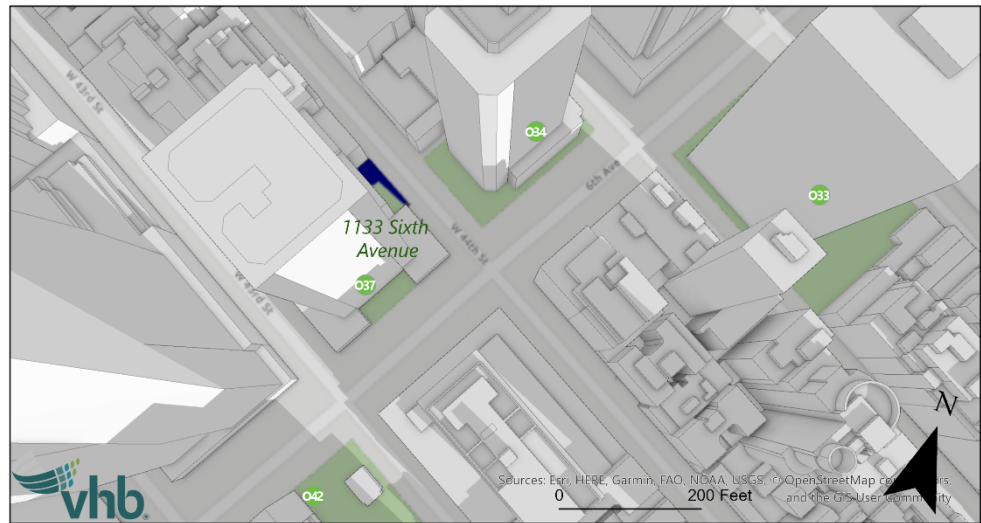 W 43rd St
O34
6th Ave
O33
1133 Sixth
Avenue
W 44th St
O37
W 43rd St
O42
N
vhb
Sources: Esri, HERE, Garmin, FAO, NOAA, USGS, © OpenStreetMap
and the GIS User Community
0 200 Feet